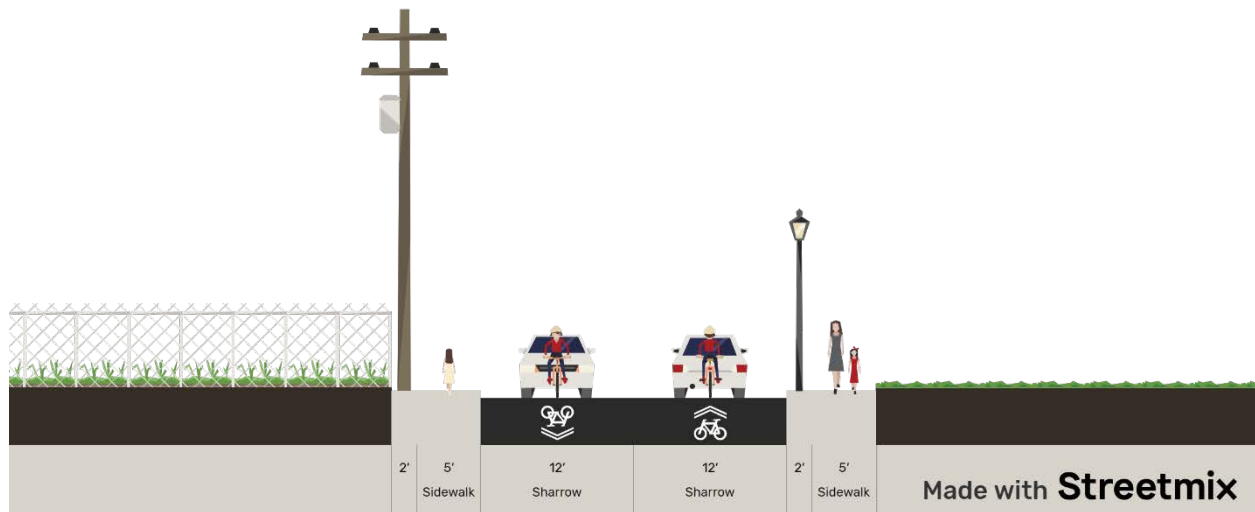 2′ 5′ 12′ 12′ 2′ 5′
Sidewalk Sharrow Sharrow Sidewalk
Made with Streetmix